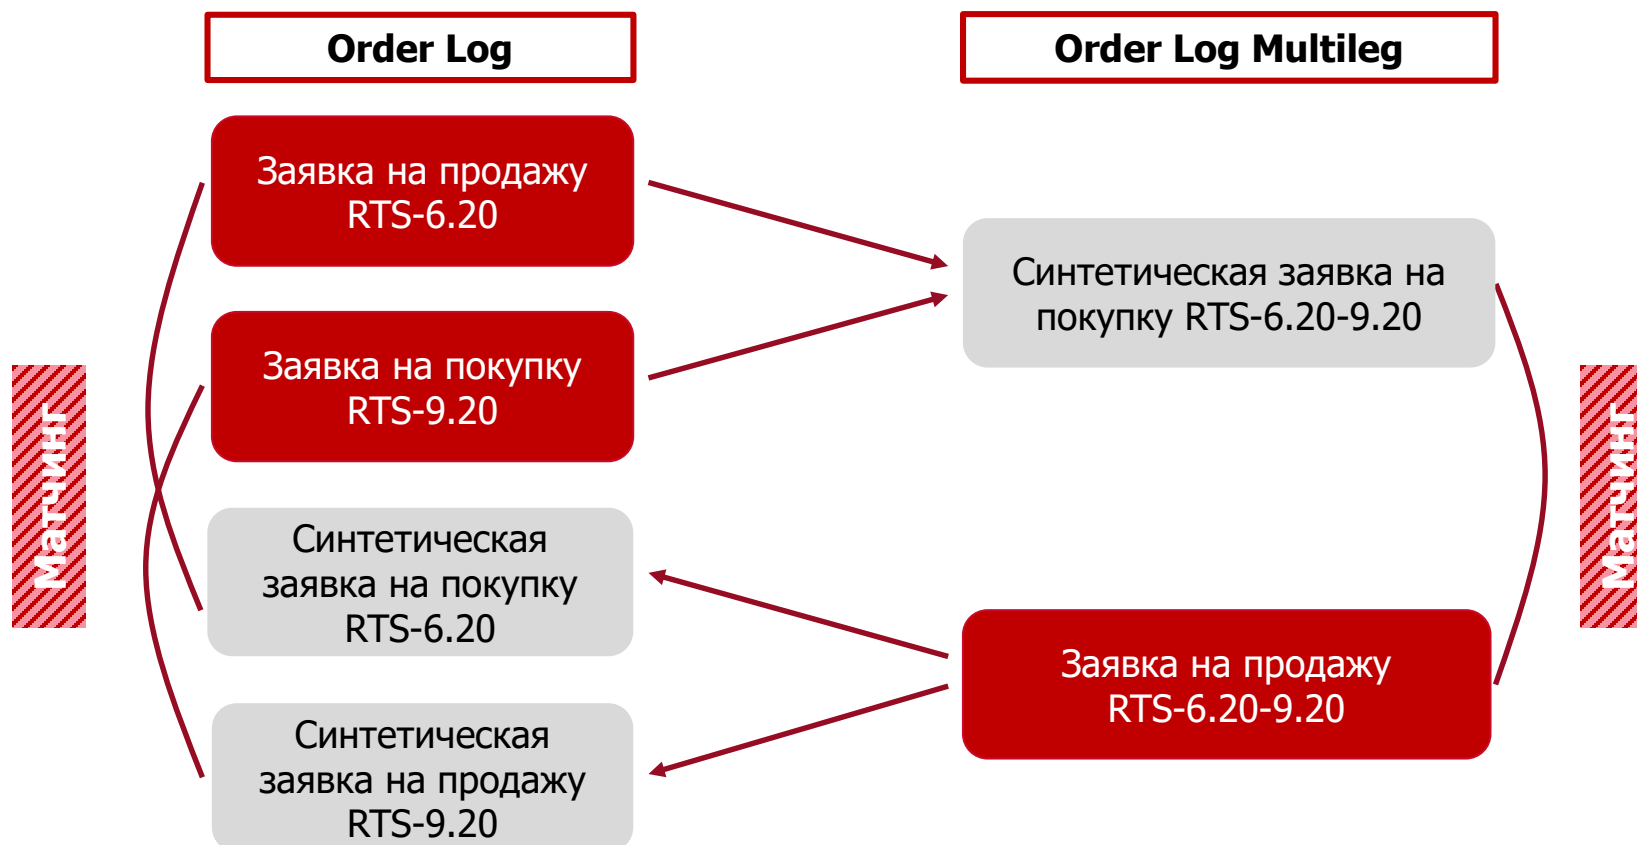 Order Log
Order Log Multileg
Заявка на продажу
RTS-6.20
Синтетическая заявка на
покупку RTS-6.20-9.20
Заявка на покупку
RTS-9.20
Матчинг
Матчинг
Синтетическая
заявка на покупку
RTS-6.20
Заявка на продажу
RTS-6.20-9.20
Синтетическая
заявка на продажу
RTS-9.20